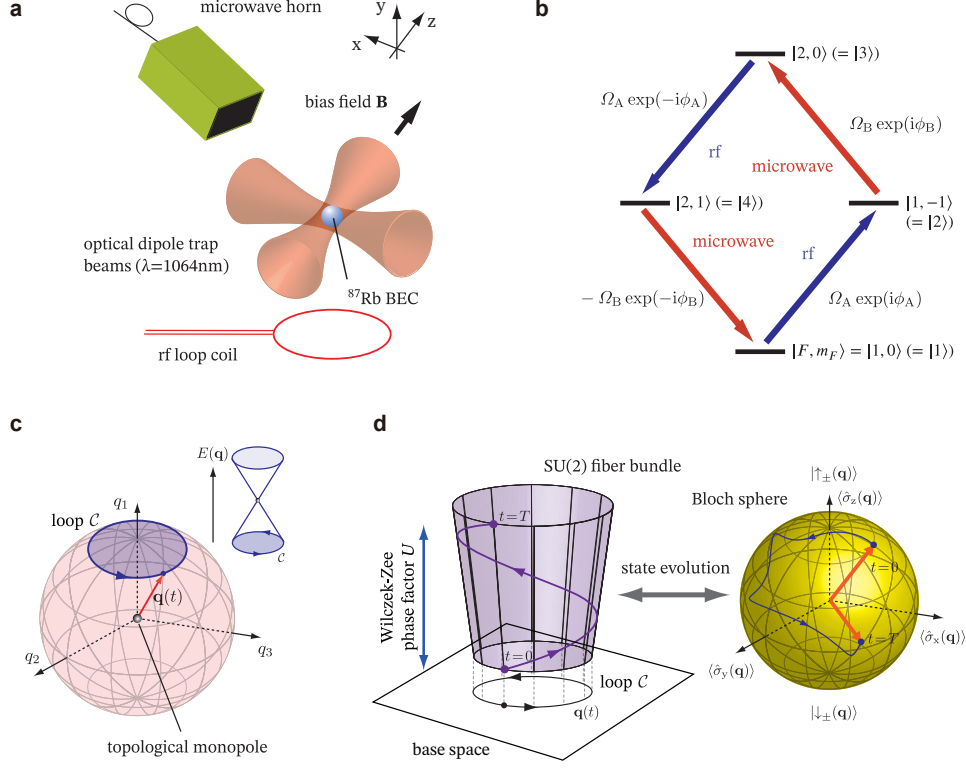 a
microwave horn
y
z
x
bias field B
optical dipole trap
beams (λ=1064nm)
⁸⁷Rb BEC
rf loop coil
b
|2, 0⟩ (= |3⟩)
Ω_A exp(−iϕ_A)
Ω_B exp(iϕ_B)
rf
microwave
|2, 1⟩ (= |4⟩)
|1, −1⟩
(= |2⟩)
microwave
rf
− Ω_B exp(−iϕ_B)
Ω_A exp(iϕ_A)
|F, m_F⟩ = |1, 0⟩ (= |1⟩)
c
E(q)
q₁
loop C
C
q(t)
q₂
q₃
topological monopole
d
SU(2) fiber bundle
t=T
Wilczek-Zee
phase factor U
t=0
loop C
q(t)
base space
state evolution
|↑±(q)⟩
Bloch sphere
⟨σ̂_z(q)⟩
t=0
t=T
⟨σ̂_x(q)⟩
⟨σ̂_y(q)⟩
|↓±(q)⟩